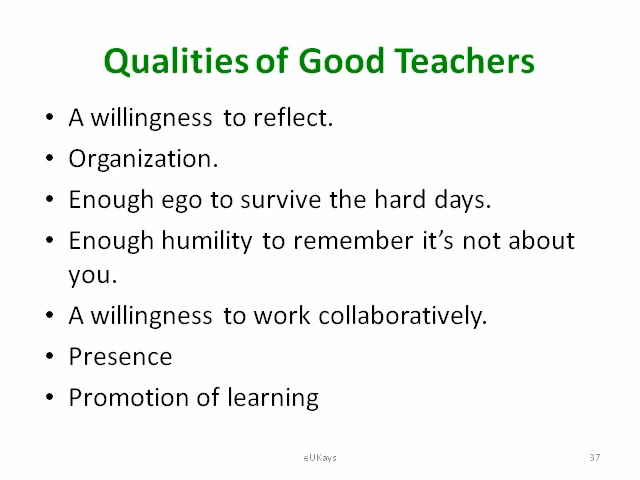 Qualities of Good Teachers
• A willingness to reflect.
• Organization.
• Enough ego to survive the hard days.
• Enough humility to remember it’s not about
you.
• A willingness to work collaboratively.
• Presence
• Promotion of learning
eUKays
37